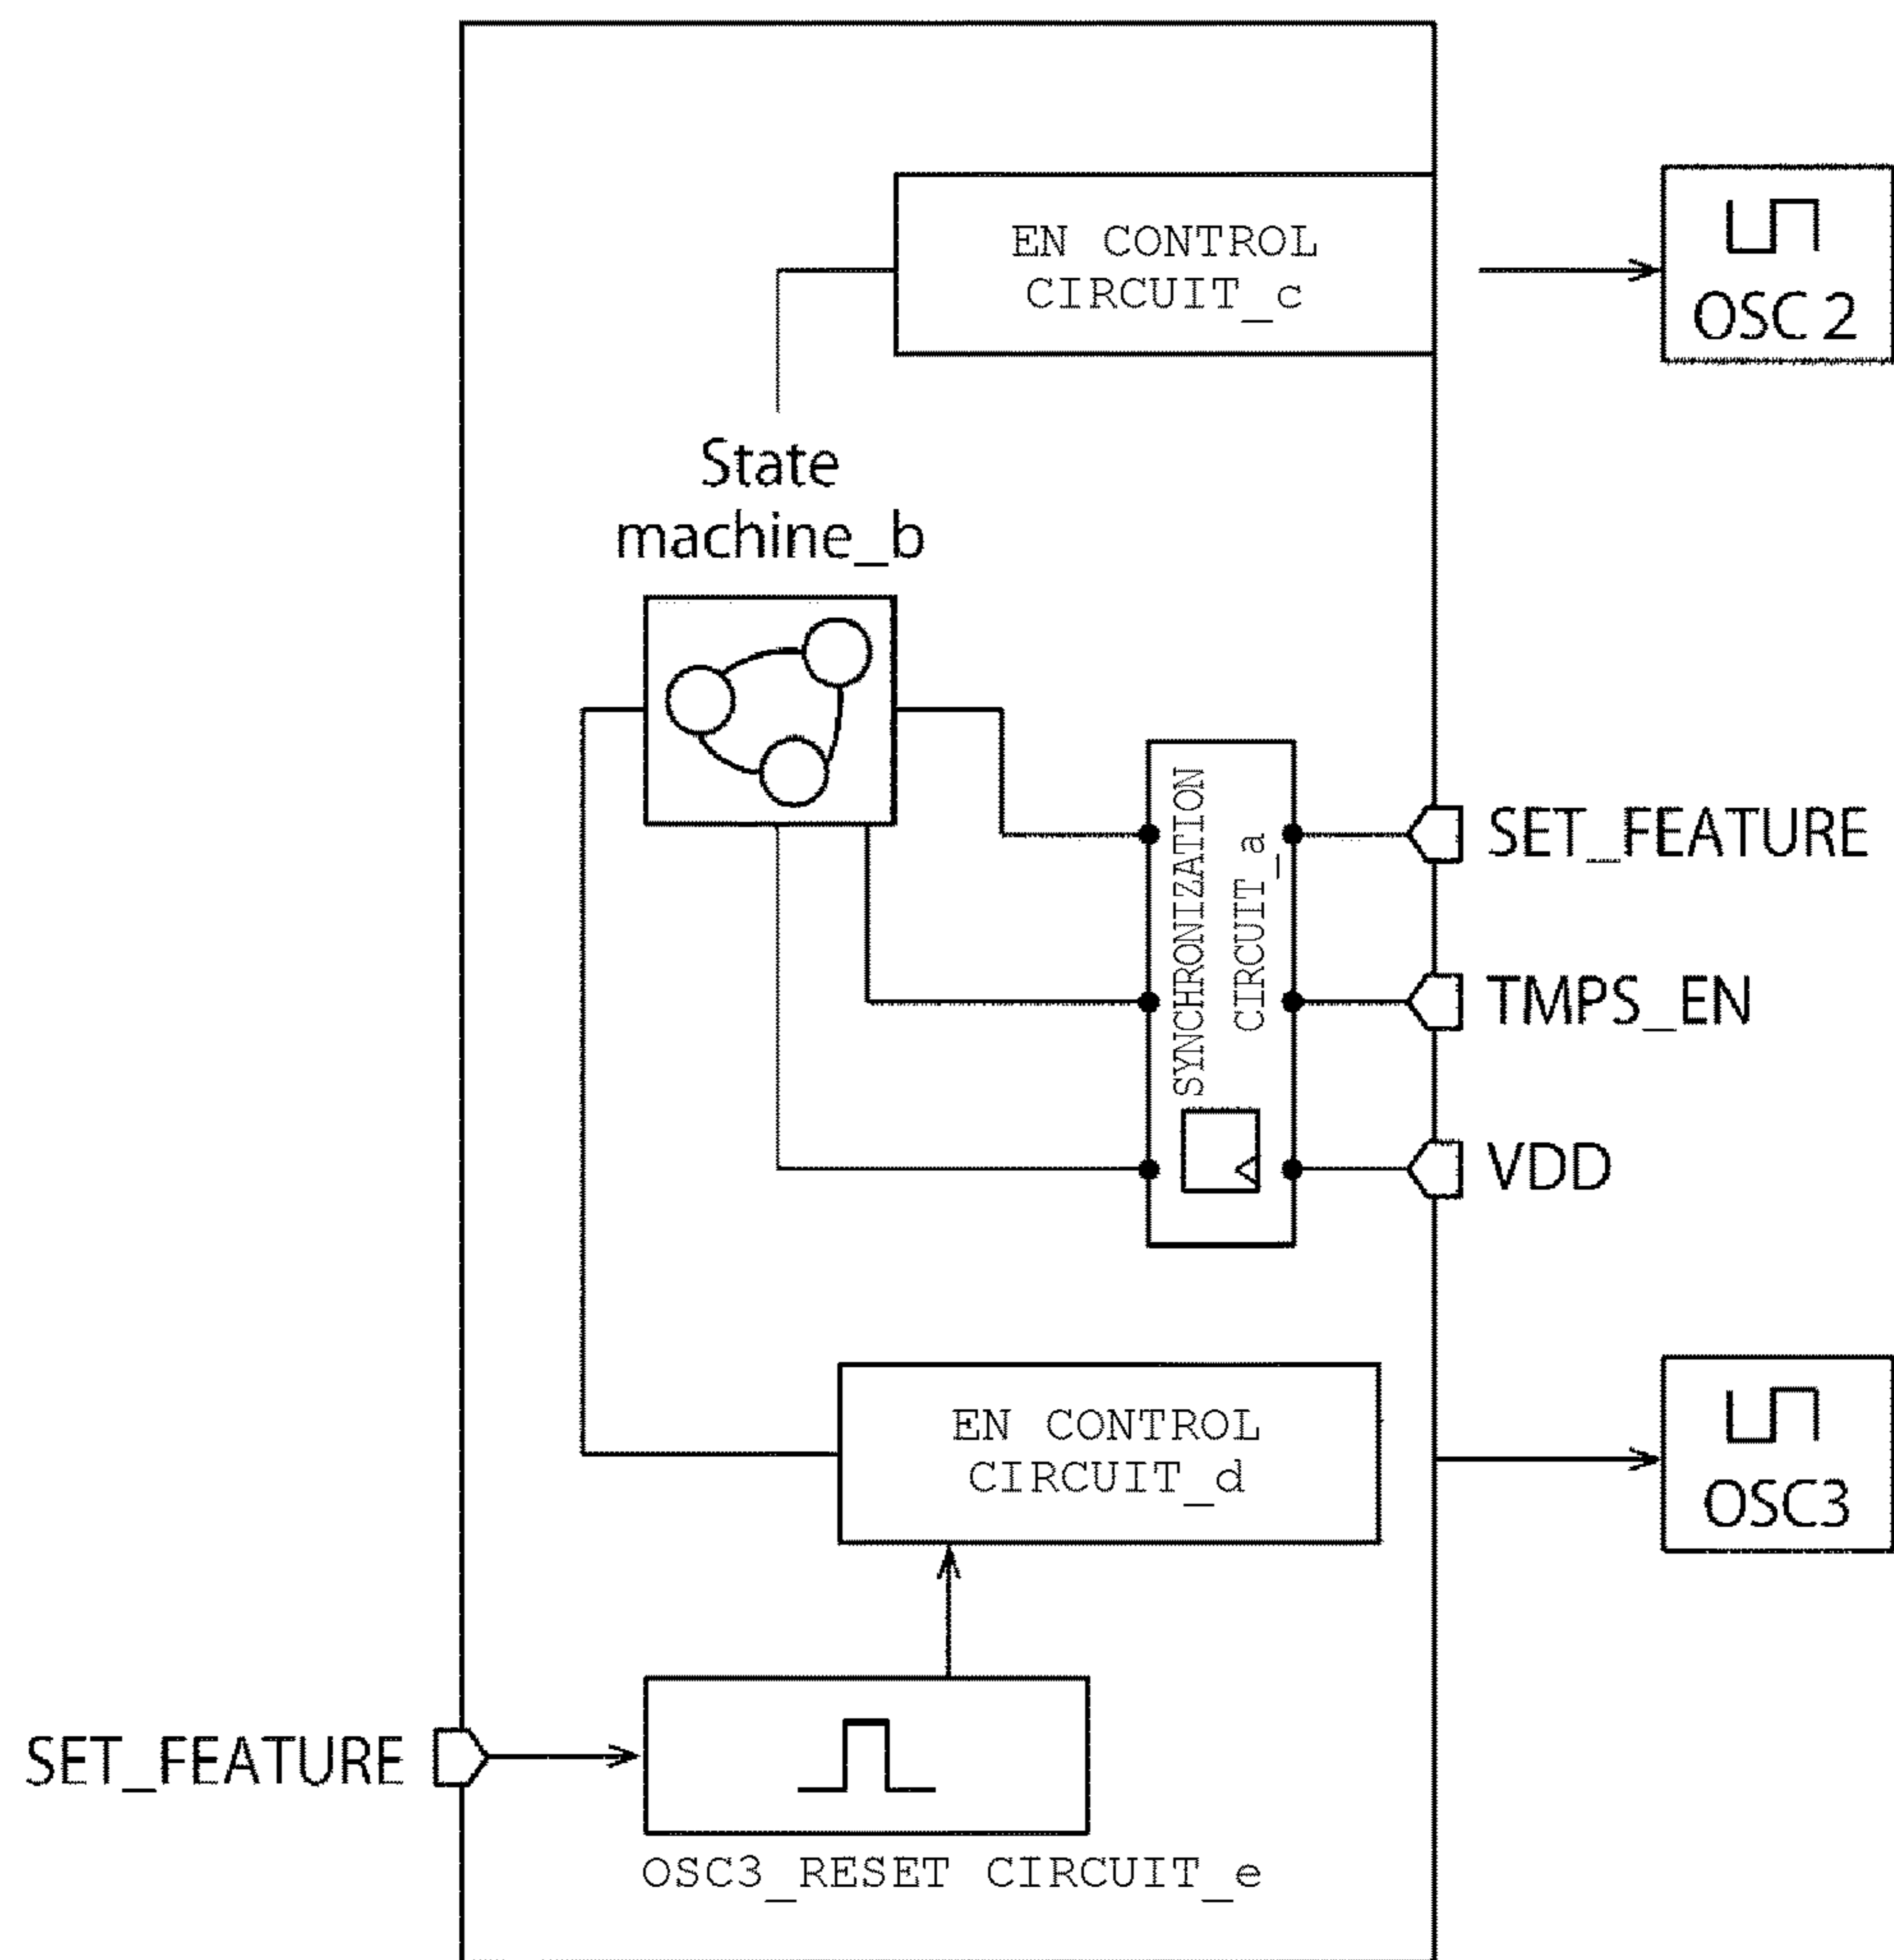 EN CONTROL
CIRCUIT_c
OSC 2
State
machine_b
SYNCHRONIZATION
CIRCUIT_a
SET_FEATURE
TMPS_EN
VDD
EN CONTROL
CIRCUIT_d
OSC3
SET_FEATURE
OSC3_RESET CIRCUIT_e